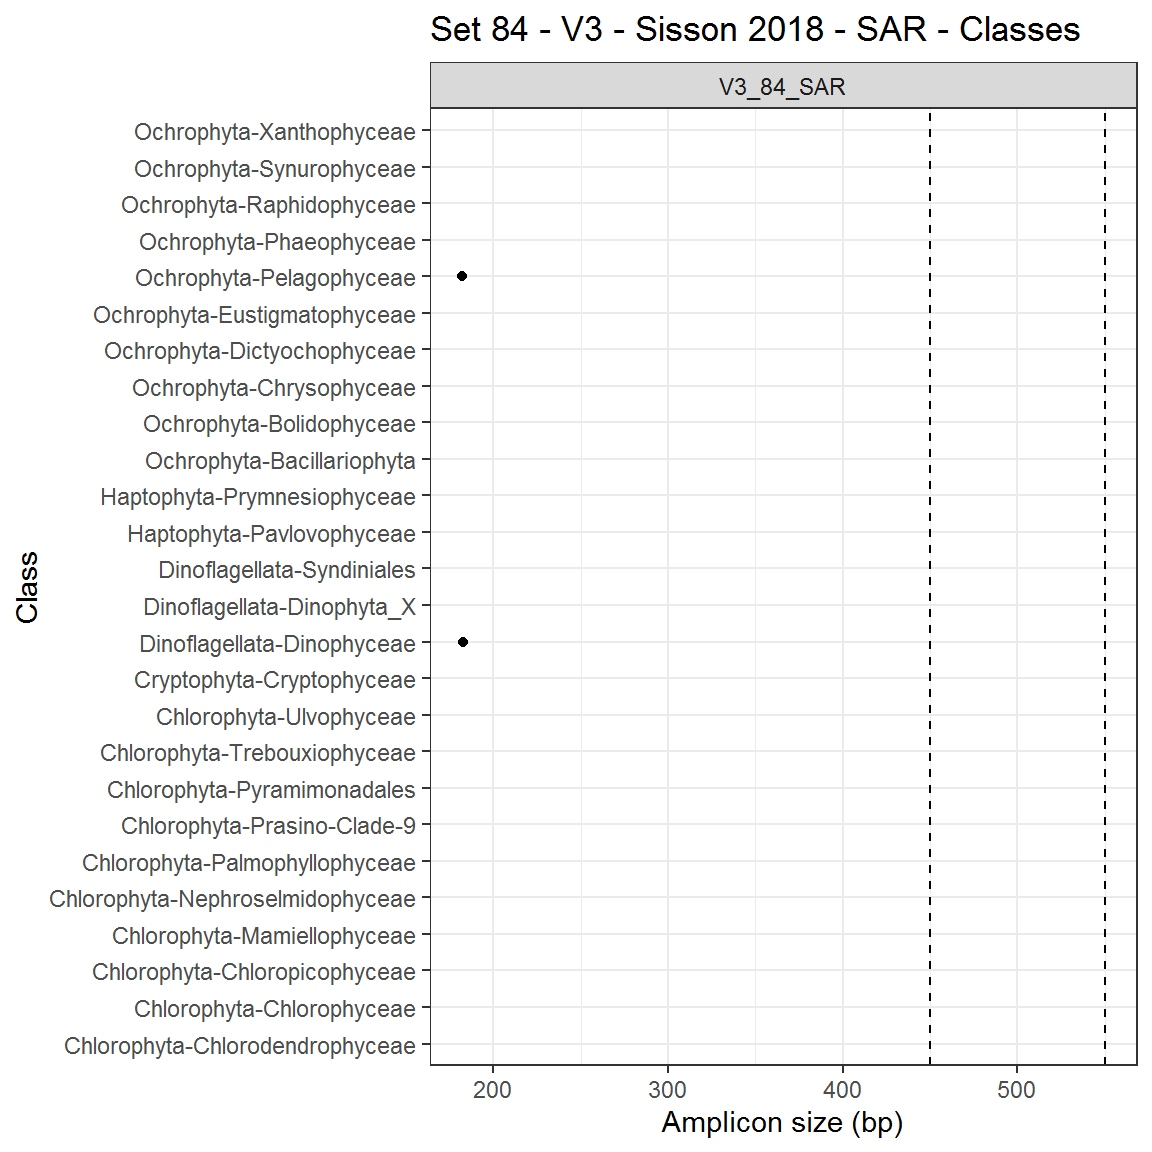 Set 84 - V3 - Sisson 2018 - SAR - Classes
V3_84_SAR
Ochrophyta-Xanthophyceae
Ochrophyta-Synurophyceae
Ochrophyta-Raphidophyceae
Ochrophyta-Phaeophyceae
Ochrophyta-Pelagophyceae
Ochrophyta-Eustigmatophyceae
Ochrophyta-Dictyochophyceae
Ochrophyta-Chrysophyceae
Ochrophyta-Bolidophyceae
Ochrophyta-Bacillariophyta
Haptophyta-Prymnesiophyceae
Haptophyta-Pavlovophyceae
Dinoflagellata-Syndiniales
Dinoflagellata-Dinophyta_X
Dinoflagellata-Dinophyceae
Cryptophyta-Cryptophyceae
Chlorophyta-Ulvophyceae
Chlorophyta-Trebouxiophyceae
Chlorophyta-Pyramimonadales
Chlorophyta-Prasino-Clade-9
Chlorophyta-Palmophyllophyceae
Chlorophyta-Nephroselmidophyceae
Chlorophyta-Mamiellophyceae
Chlorophyta-Chloropicophyceae
Chlorophyta-Chlorophyceae
Chlorophyta-Chlorodendrophyceae
Class
200 300 400 500
Amplicon size (bp)